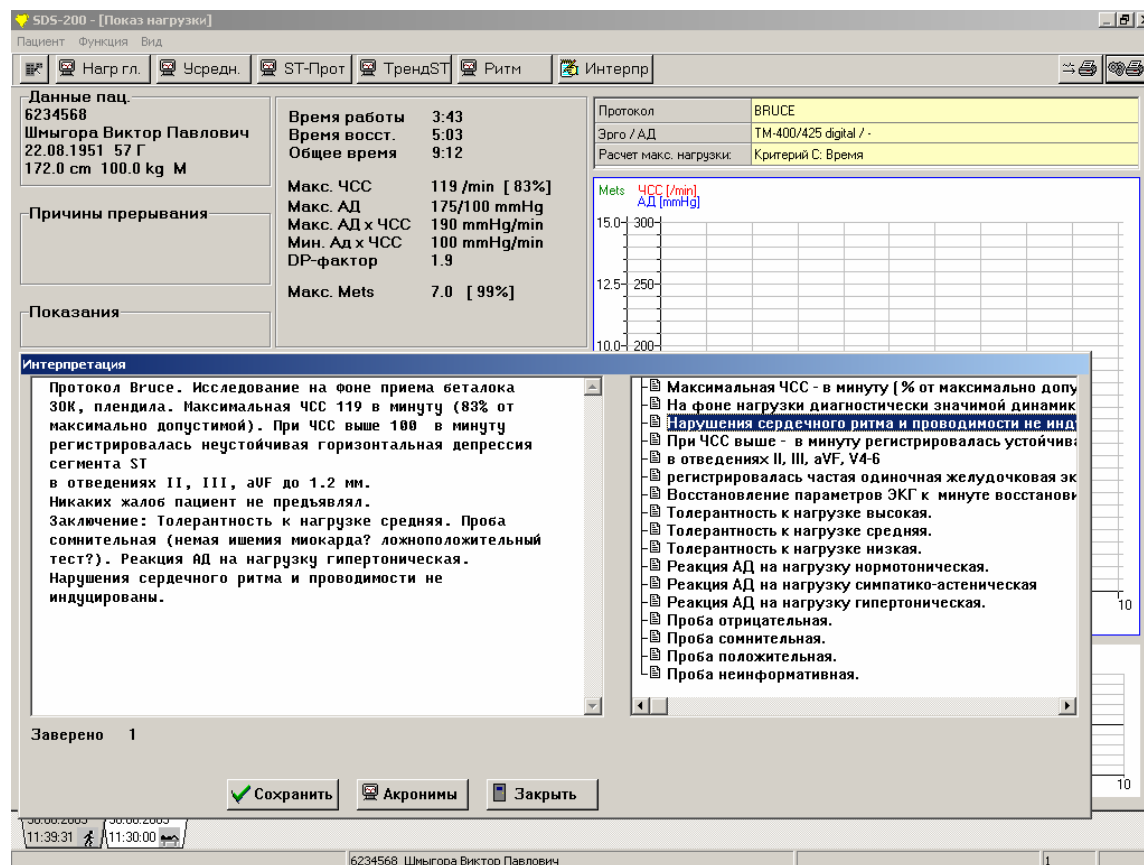 SDS-200 - [Показ нагрузки]
Пациент Функция Вид
Нагр гл. Усредн. ST-Прот ТрендST Ритм Интерпр
Данные пац.
6234568
Шмыгора Виктор Павлович
22.08.1951 57 Г
172.0 cm 100.0 kg М
Причины прерывания
Показания
Время работы 3:43
Время восст. 5:03
Общее время 9:12
Макс. ЧСС 119 /min [ 83%]
Макс. АД 175/100 mmHg
Макс. АД x ЧСС 190 mmHg/min
Мин. Ад x ЧСС 100 mmHg/min
DP-фактор 1.9
Макс. Mets 7.0 [ 99%]
Протокол BRUCE
Эрго / АД TM-400/425 digital / -
Расчет макс. нагрузки: Критерий С: Время
Mets ЧСС [/min]
АД [mmHg]
15.0 300
12.5 250
10.0 200
10
10
Интерпретация
Протокол Bruce. Исследование на фоне приема беталока
ЗОК, плендила. Максимальная ЧСС 119 в минуту (83% от
максимально допустимой). При ЧСС выше 100 в минуту
регистрировалась неустойчивая горизонтальная депрессия
сегмента ST
в отведениях II, III, aVF до 1.2 мм.
Никаких жалоб пациент не предъявлял.
Заключение: Толерантность к нагрузке средняя. Проба
сомнительная (немая ишемия миокарда? ложноположительный
тест?). Реакция АД на нагрузку гипертоническая.
Нарушения сердечного ритма и проводимости не
индуцированы.
Максимальная ЧСС - в минуту ( % от максимально допу
На фоне нагрузки диагностически значимой динамик
Нарушения сердечного ритма и проводимости не инд
При ЧСС выше - в минуту регистрировалась устойчив
в отведениях II, III, aVF, V4-6
регистрировалась частая одиночная желудочковая эк
Восстановление параметров ЭКГ к минуте восстанов
Толерантность к нагрузке высокая.
Толерантность к нагрузке средняя.
Толерантность к нагрузке низкая.
Реакция АД на нагрузку нормотоническая.
Реакция АД на нагрузку симпатико-астеническая
Реакция АД на нагрузку гипертоническая.
Проба отрицательная.
Проба сомнительная.
Проба положительная.
Проба неинформативная.
Заверено 1
Сохранить Акронимы Закрыть
11:39:31 11:30:00
6234568 Шмыгора Виктор Павлович 1